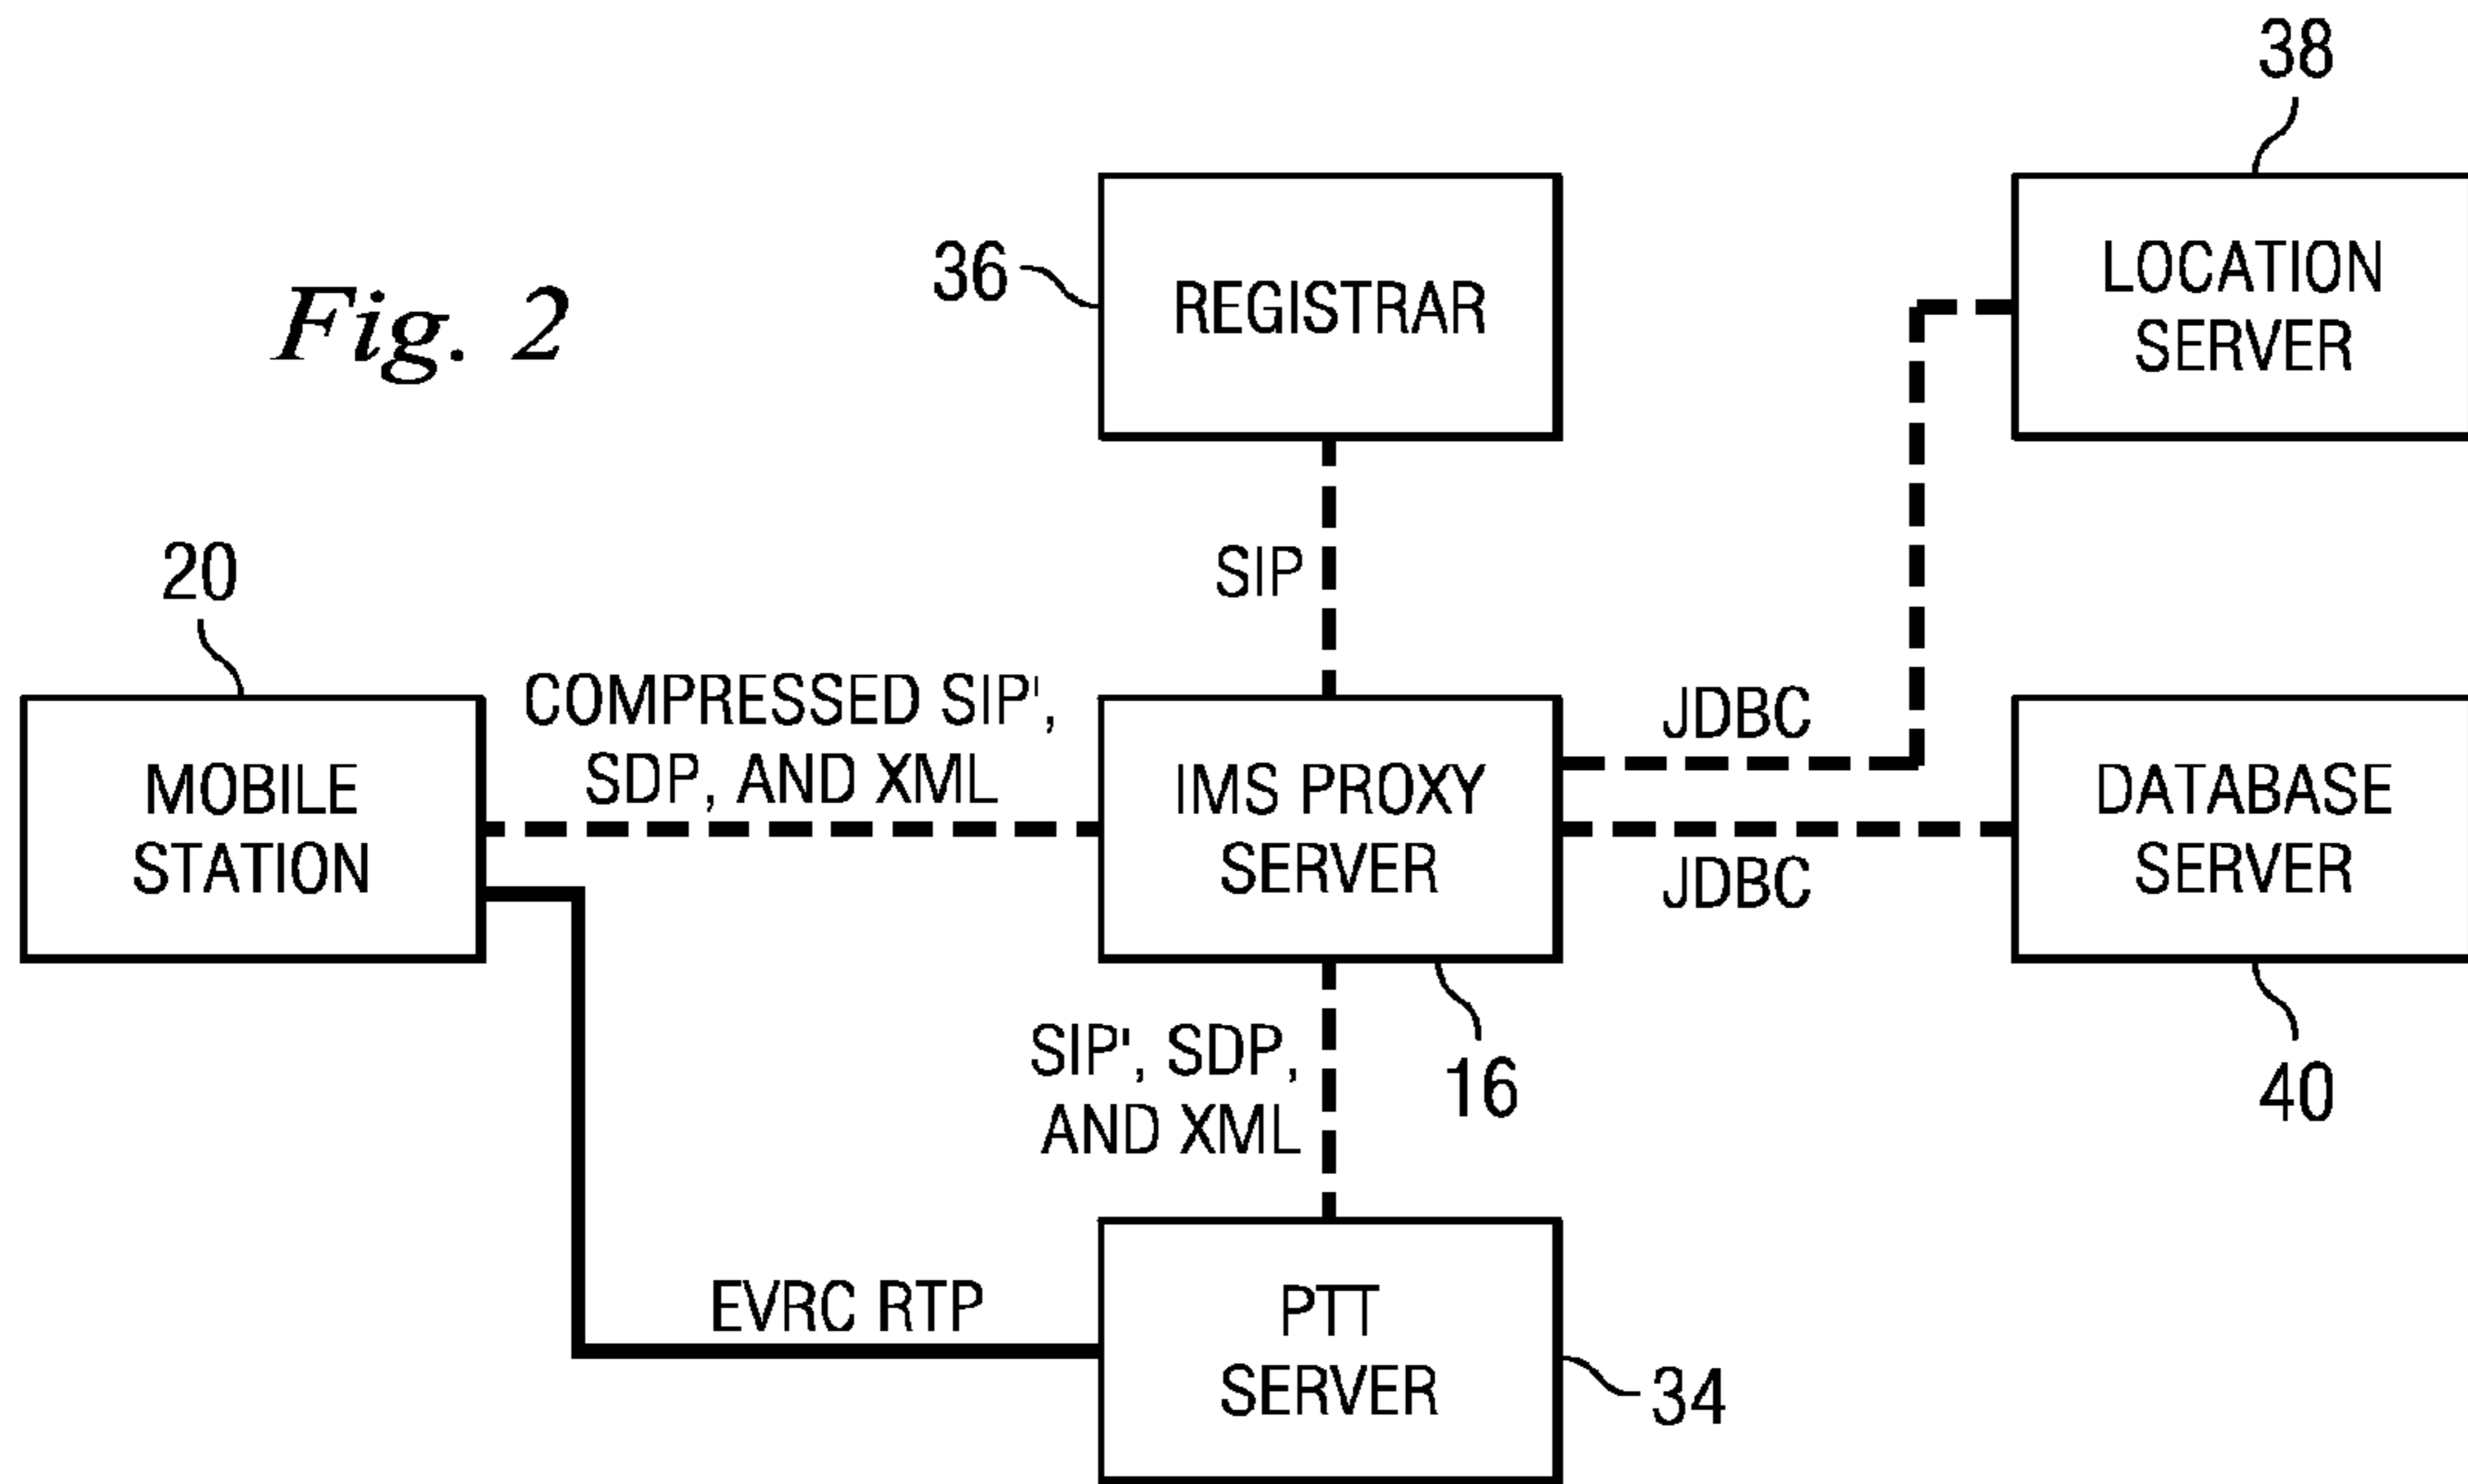 38
36
REGISTRAR
LOCATION
SERVER
Fig. 2
SIP
20
COMPRESSED SIP',
SDP, AND XML
JDBC
MOBILE
STATION
IMS PROXY
SERVER
DATABASE
SERVER
JDBC
SIP', SDP,
AND XML
16
40
EVRC RTP
PTT
SERVER
34